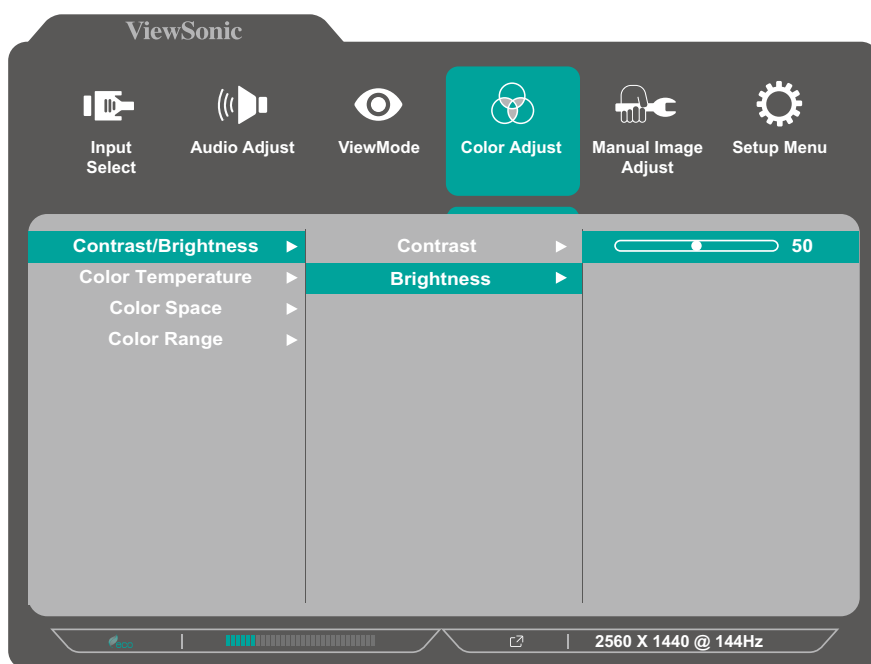 ViewSonic
Input
Select
Audio Adjust
ViewMode
Color Adjust
Manual Image
Adjust
Setup Menu
Contrast/Brightness
Contrast
50
Color Temperature
Brightness
Color Space
Color Range
eco
2560 X 1440 @ 144Hz